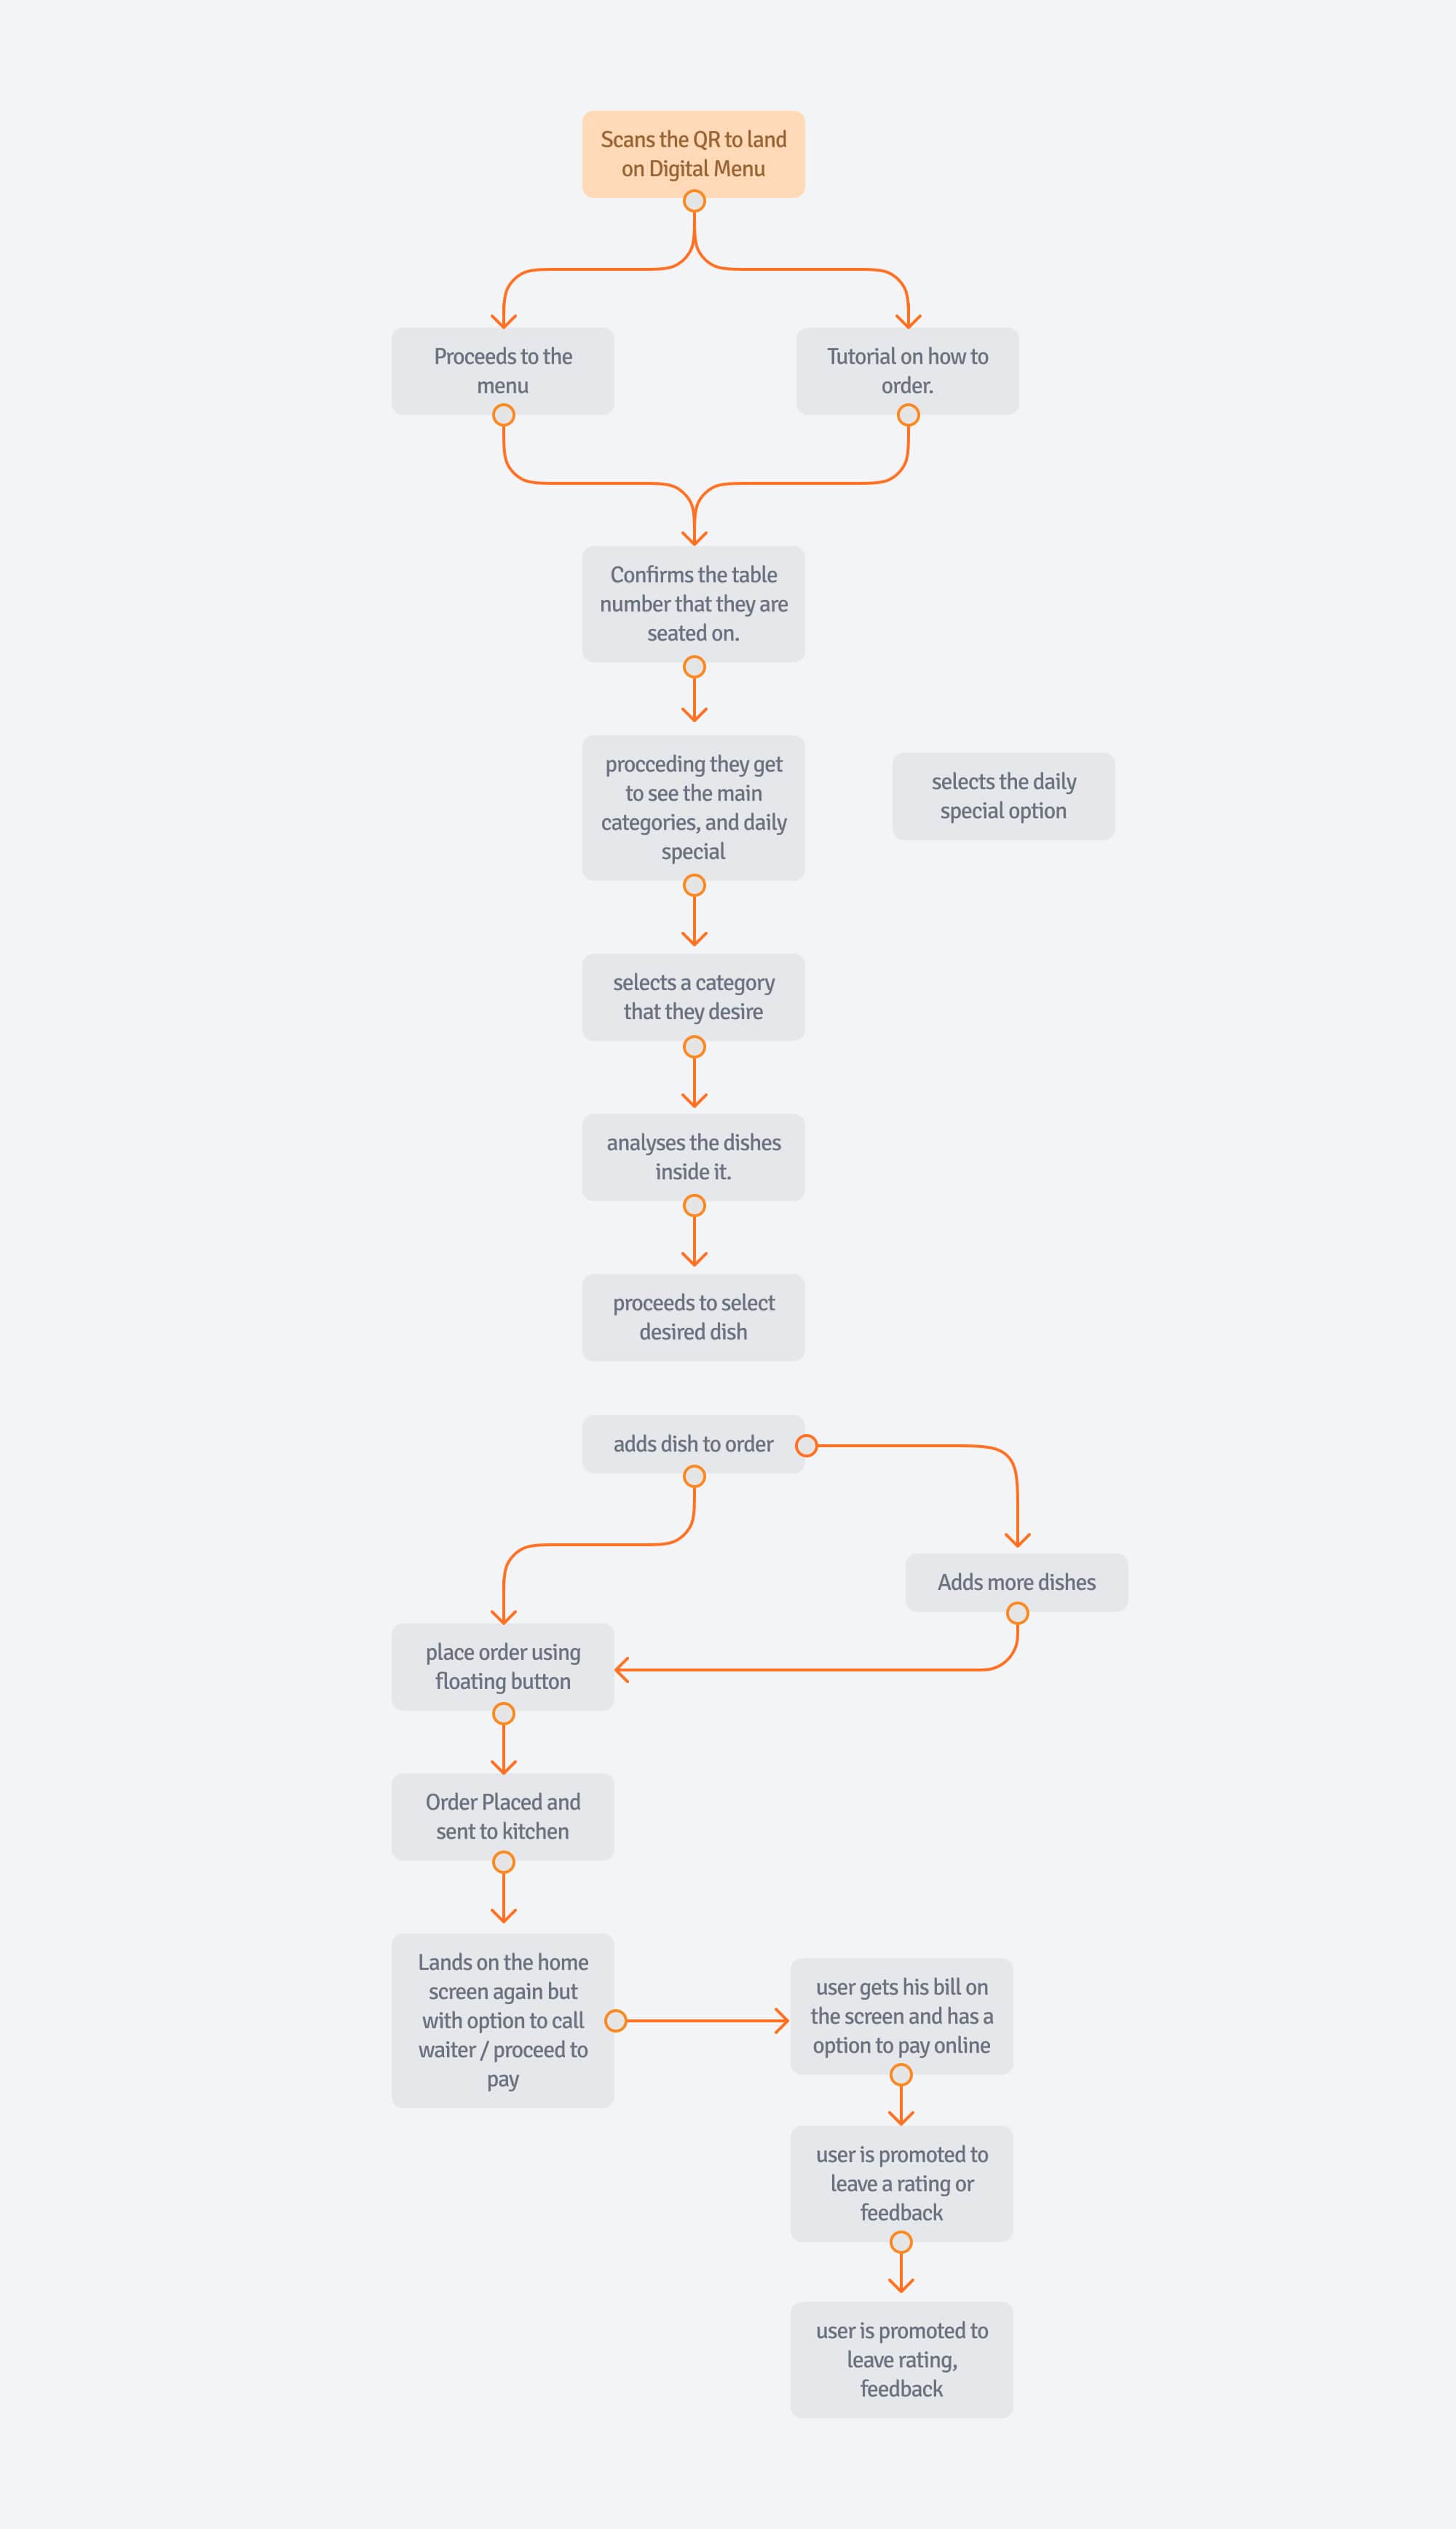 Scans the QR to land
on Digital Menu
Proceeds to the
menu
Tutorial on how to
order.
Confirms the table
number that they are
seated on.
procceding they get
to see the main
categories, and daily
special
selects the daily
special option
selects a category
that they desire
analyses the dishes
inside it.
proceeds to select
desired dish
adds dish to order
Adds more dishes
place order using
floating button
Order Placed and
sent to kitchen
Lands on the home
screen again but
with option to call
waiter / proceed to
pay
user gets his bill on
the screen and has a
option to pay online
user is promoted to
leave a rating or
feedback
user is promoted to
leave rating,
feedback